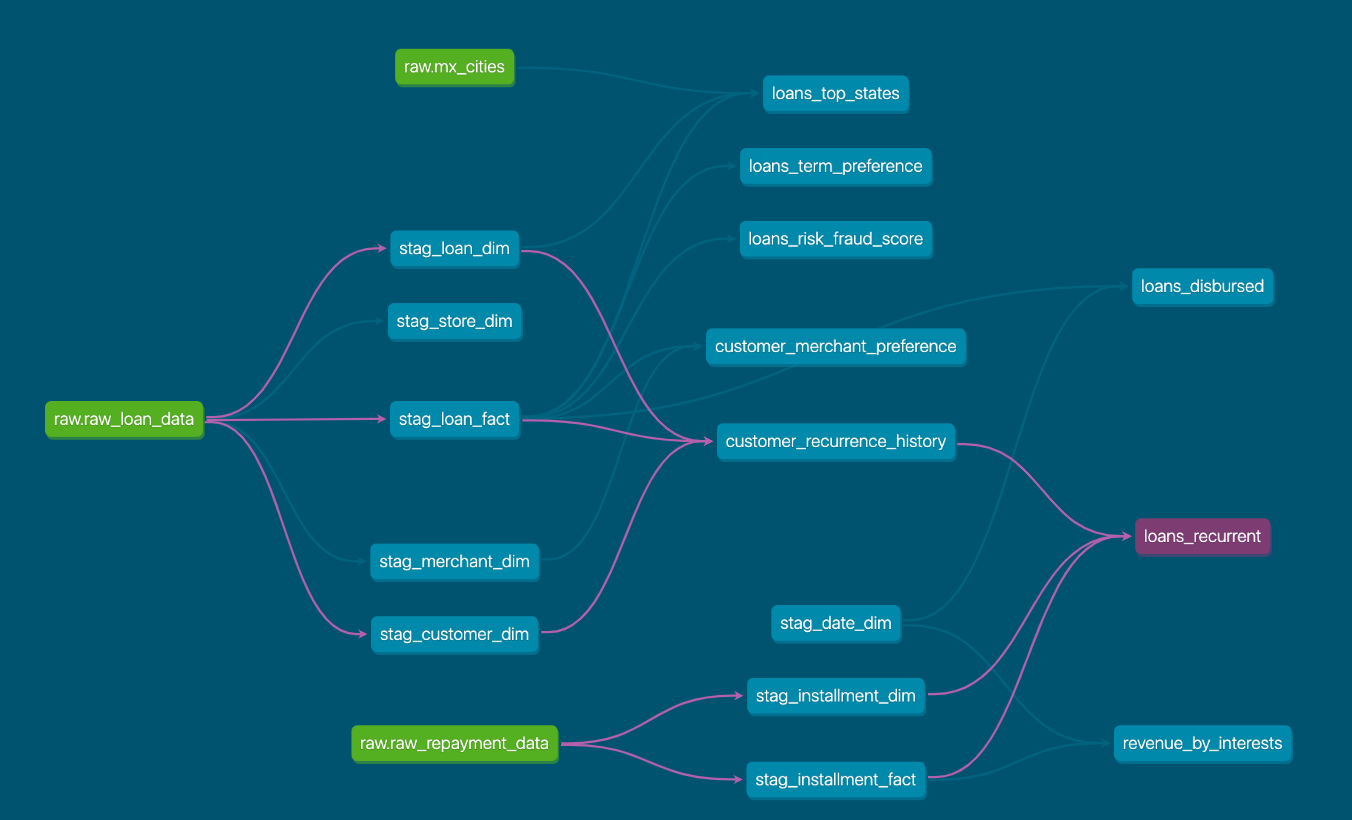 raw.mx_cities
loans_top_states
loans_term_preference
loans_risk_fraud_score
stag_loan_dim
loans_disbursed
stag_store_dim
customer_merchant_preference
raw.raw_loan_data
stag_loan_fact
customer_recurrence_history
loans_recurrent
stag_merchant_dim
stag_date_dim
stag_customer_dim
stag_installment_dim
raw.raw_repayment_data
revenue_by_interests
stag_installment_fact